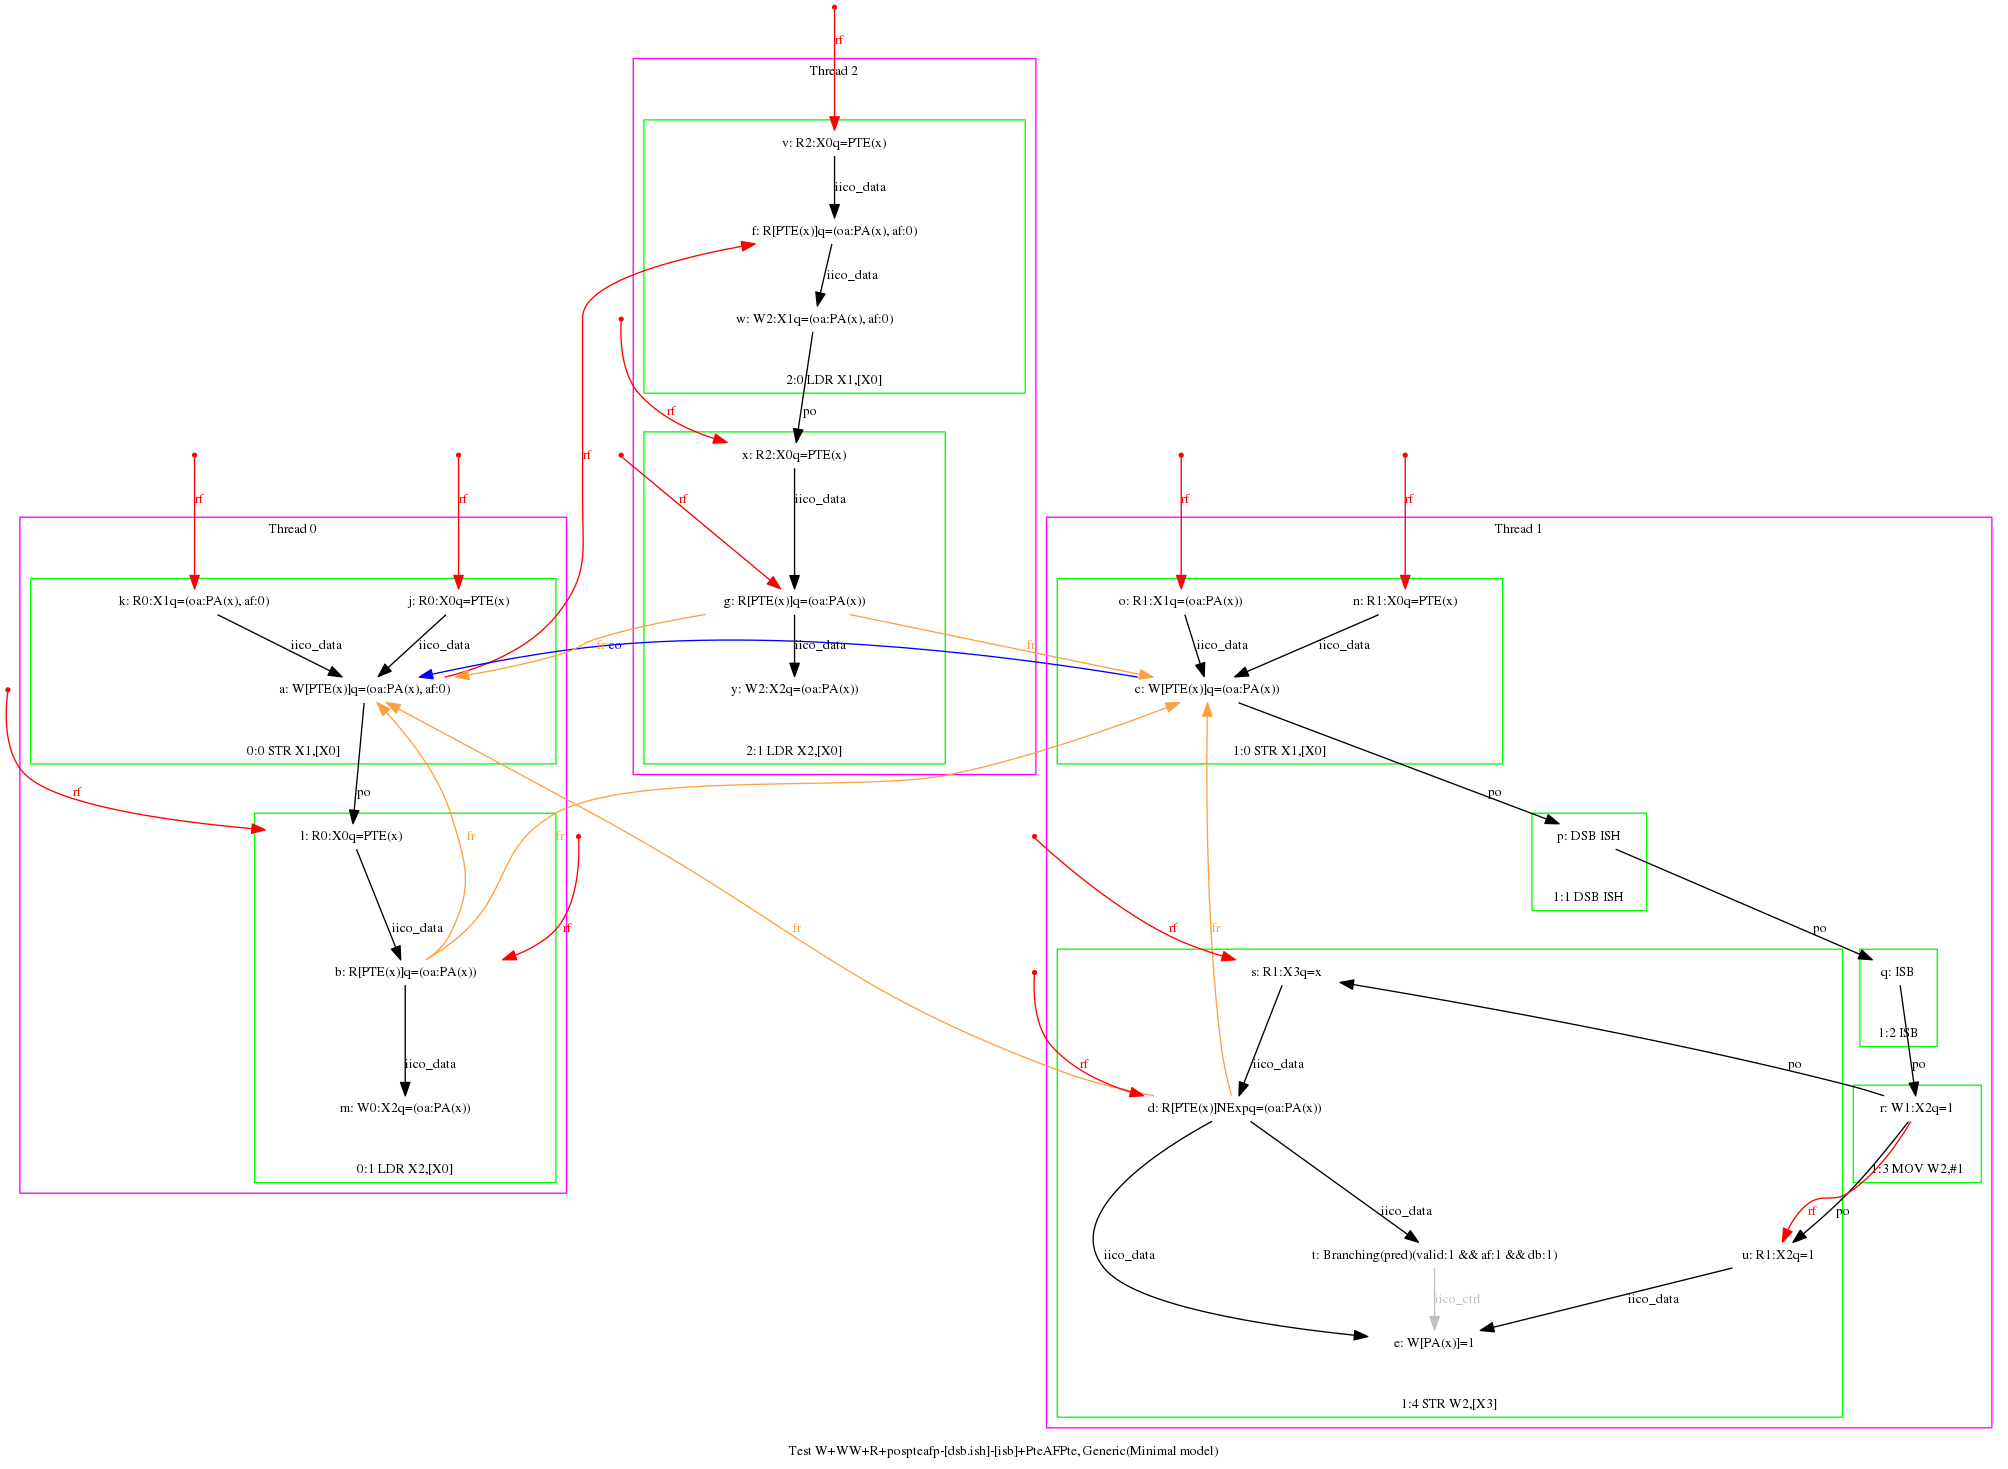 rf
Thread 2
v: R2:X0q=PTE(x)
iico_data
f: R[PTE(x)]q=(oa:PA(x), af:0)
iico_data
w: W2:X1q=(oa:PA(x), af:0)
2:0 LDR X1,[X0]
rf
po
rf
x: R2:X0q=PTE(x)
rf
rf
rf
iico_data
rf
rf
Thread 0
Thread 1
k: R0:X1q=(oa:PA(x), af:0)
j: R0:X0q=PTE(x)
g: R[PTE(x)]q=(oa:PA(x))
o: R1:X1q=(oa:PA(x))
n: R1:X0q=PTE(x)
iico_data
iico_data
fr
co
iico_data
fr
iico_data
iico_data
a: W[PTE(x)]q=(oa:PA(x), af:0)
y: W2:X2q=(oa:PA(x))
c: W[PTE(x)]q=(oa:PA(x))
0:0 STR X1,[X0]
2:1 LDR X2,[X0]
1:0 STR X1,[X0]
rf
po
po
l: R0:X0q=PTE(x)
fr
fr
p: DSB ISH
1:1 DSB ISH
iico_data
rf
fr
rf
fr
po
b: R[PTE(x)]q=(oa:PA(x))
s: R1:X3q=x
q: ISB
1:2 ISB
iico_data
rf
iico_data
po
po
m: W0:X2q=(oa:PA(x))
d: R[PTE(x)]NExpq=(oa:PA(x))
r: W1:X2q=1
0:1 LDR X2,[X0]
1:3 MOV W2,#1
iico_data
rf
po
iico_data
t: Branching(pred)(valid:1 && af:1 && db:1)
u: R1:X2q=1
iico_ctrl
iico_data
e: W[PA(x)]=1
1:4 STR W2,[X3]
Test W+WW+R+pospteafp-[dsb.ish]-[isb]+PteAFPte, Generic(Minimal model)